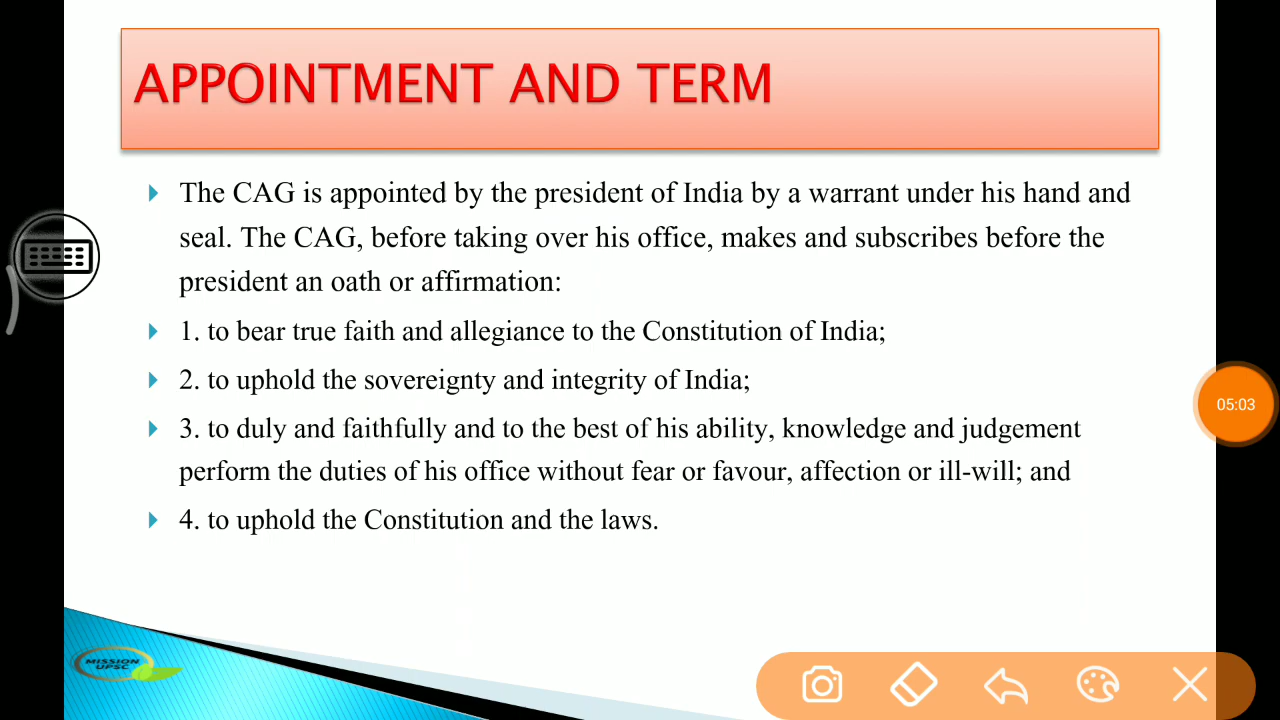 APPOINTMENT AND TERM
The CAG is appointed by the president of India by a warrant under his hand and
seal. The CAG, before taking over his office, makes and subscribes before the
president an oath or affirmation:
1. to bear true faith and allegiance to the Constitution of India;
2. to uphold the sovereignty and integrity of India;
3. to duly and faithfully and to the best of his ability, knowledge and judgement
perform the duties of his office without fear or favour, affection or ill-will; and
4. to uphold the Constitution and the laws.
05:03
MISSION
UPSC